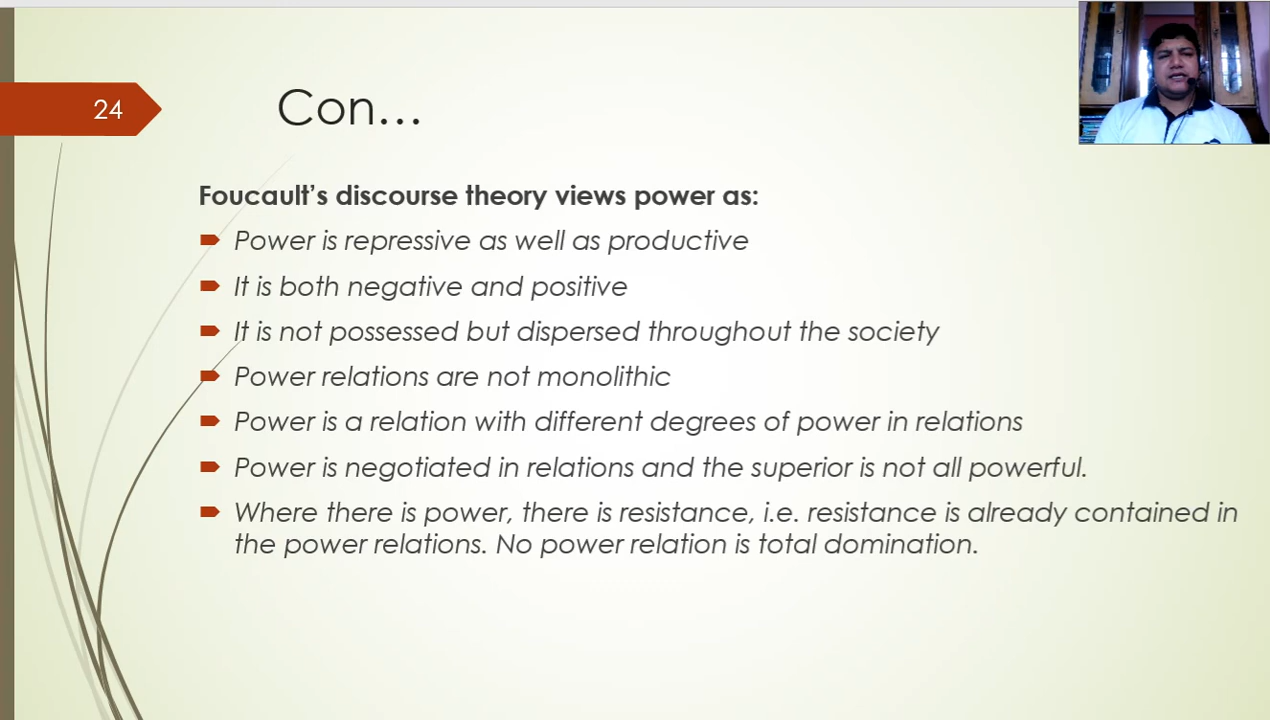 24
Con…
Foucault’s discourse theory views power as:
Power is repressive as well as productive
It is both negative and positive
It is not possessed but dispersed throughout the society
Power relations are not monolithic
Power is a relation with different degrees of power in relations
Power is negotiated in relations and the superior is not all powerful.
Where there is power, there is resistance, i.e. resistance is already contained in
the power relations. No power relation is total domination.